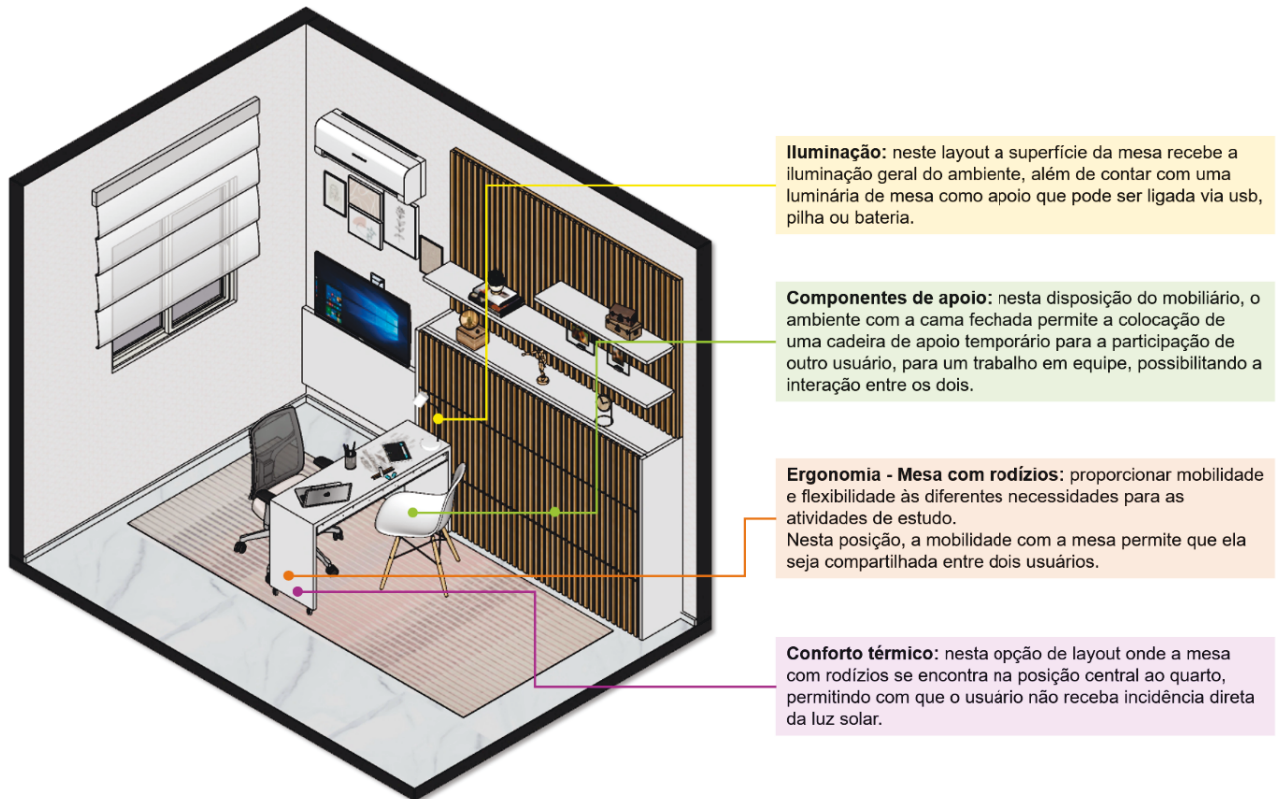 Iluminação: neste layout a superfície da mesa recebe a
iluminação geral do ambiente, além de contar com uma
luminária de mesa como apoio que pode ser ligada via usb,
pilha ou bateria.
Componentes de apoio: nesta disposição do mobiliário, o
ambiente com a cama fechada permite a colocação de
uma cadeira de apoio temporário para a participação de
outro usuário, para um trabalho em equipe, possibilitando a
interação entre os dois.
Ergonomia - Mesa com rodízios: proporcionar mobilidade
e flexibilidade às diferentes necessidades para as
atividades de estudo.
Nesta posição, a mobilidade com a mesa permite que ela
seja compartilhada entre dois usuários.
Conforto térmico: nesta opção de layout onde a mesa
com rodízios se encontra na posição central ao quarto,
permitindo com que o usuário não receba incidência direta
da luz solar.